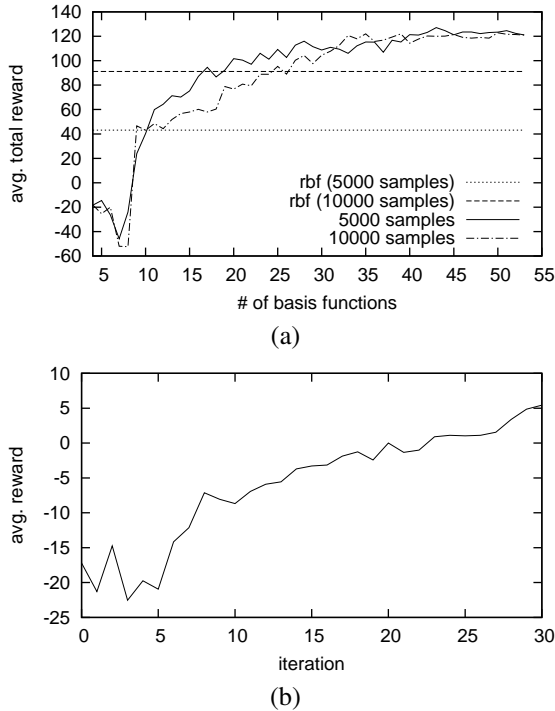 140
120
100
80
60
40
20
0
-20
-40
-60
avg. total reward
rbf (5000 samples)
rbf (10000 samples)
5000 samples
10000 samples
5 10 15 20 25 30 35 40 45 50 55
# of basis functions
(a)
10
5
0
-5
-10
-15
-20
-25
avg. reward
0 5 10 15 20 25 30
iteration
(b)